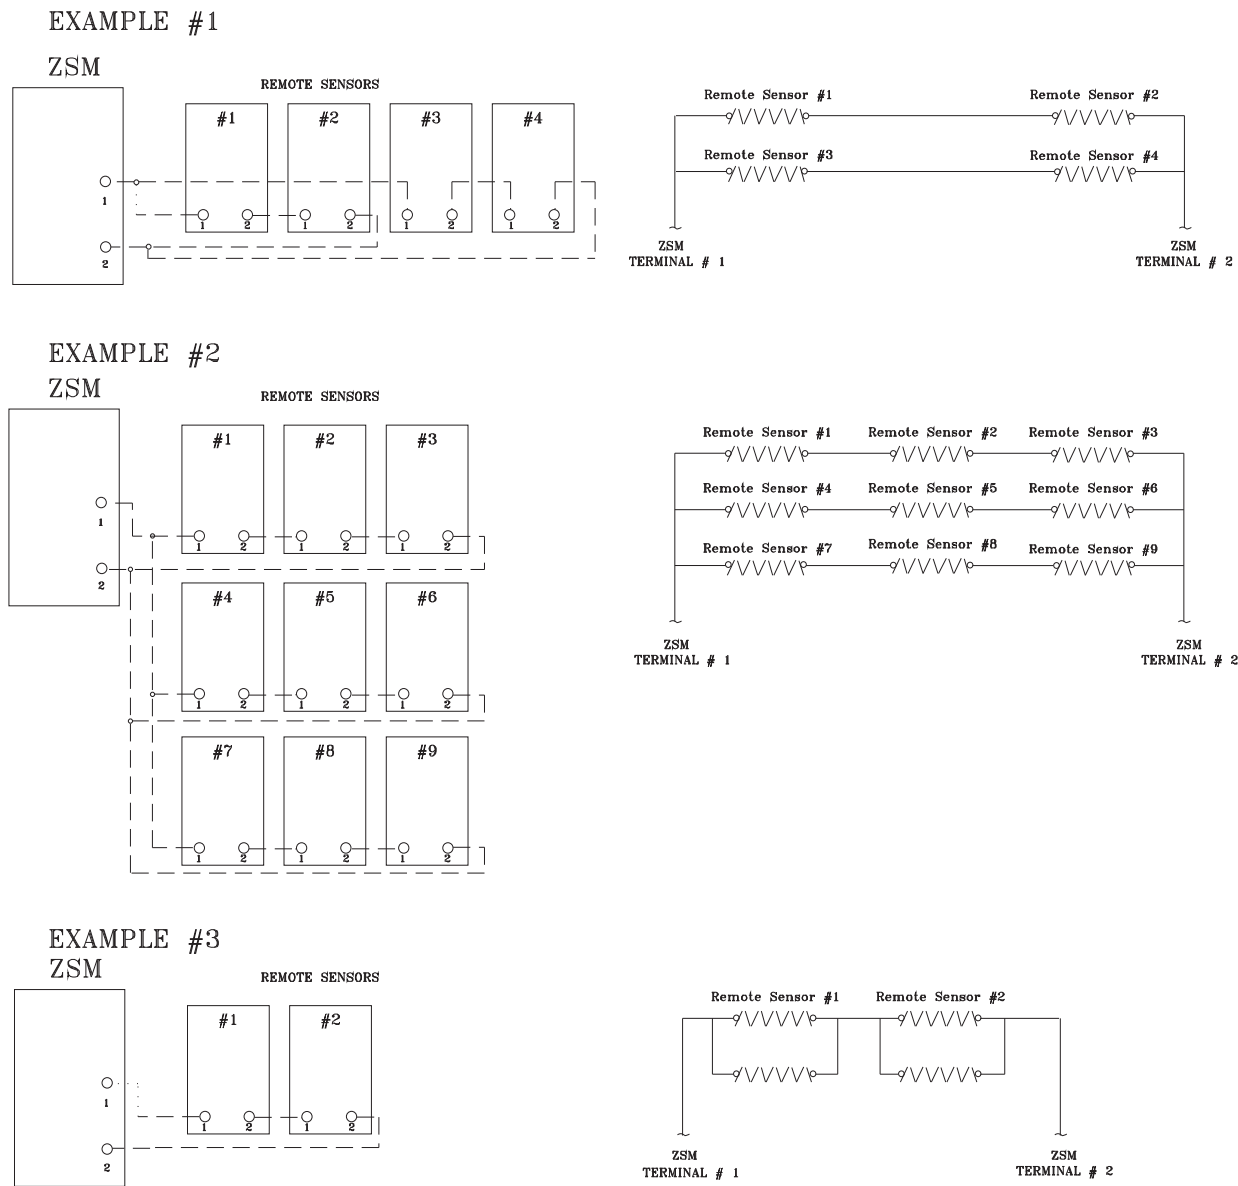 EXAMPLE #1
ZSM
REMOTE SENSORS
#1 #2 #3 #4
1
1 2 1 2 1 2 1 2
2
Remote Sensor #1 Remote Sensor #2
Remote Sensor #3 Remote Sensor #4
ZSM ZSM
TERMINAL # 1 TERMINAL # 2
EXAMPLE #2
ZSM
REMOTE SENSORS
#1 #2 #3
1
1 2 1 2 1 2
2
#4 #5 #6
1 2 1 2 1 2
#7 #8 #9
1 2 1 2 1 2
Remote Sensor #1 Remote Sensor #2 Remote Sensor #3
Remote Sensor #4 Remote Sensor #5 Remote Sensor #6
Remote Sensor #7 Remote Sensor #8 Remote Sensor #9
ZSM ZSM
TERMINAL # 1 TERMINAL # 2
EXAMPLE #3
ZSM
REMOTE SENSORS
#1 #2
1
1 2 1 2
2
Remote Sensor #1 Remote Sensor #2
ZSM ZSM
TERMINAL # 1 TERMINAL # 2